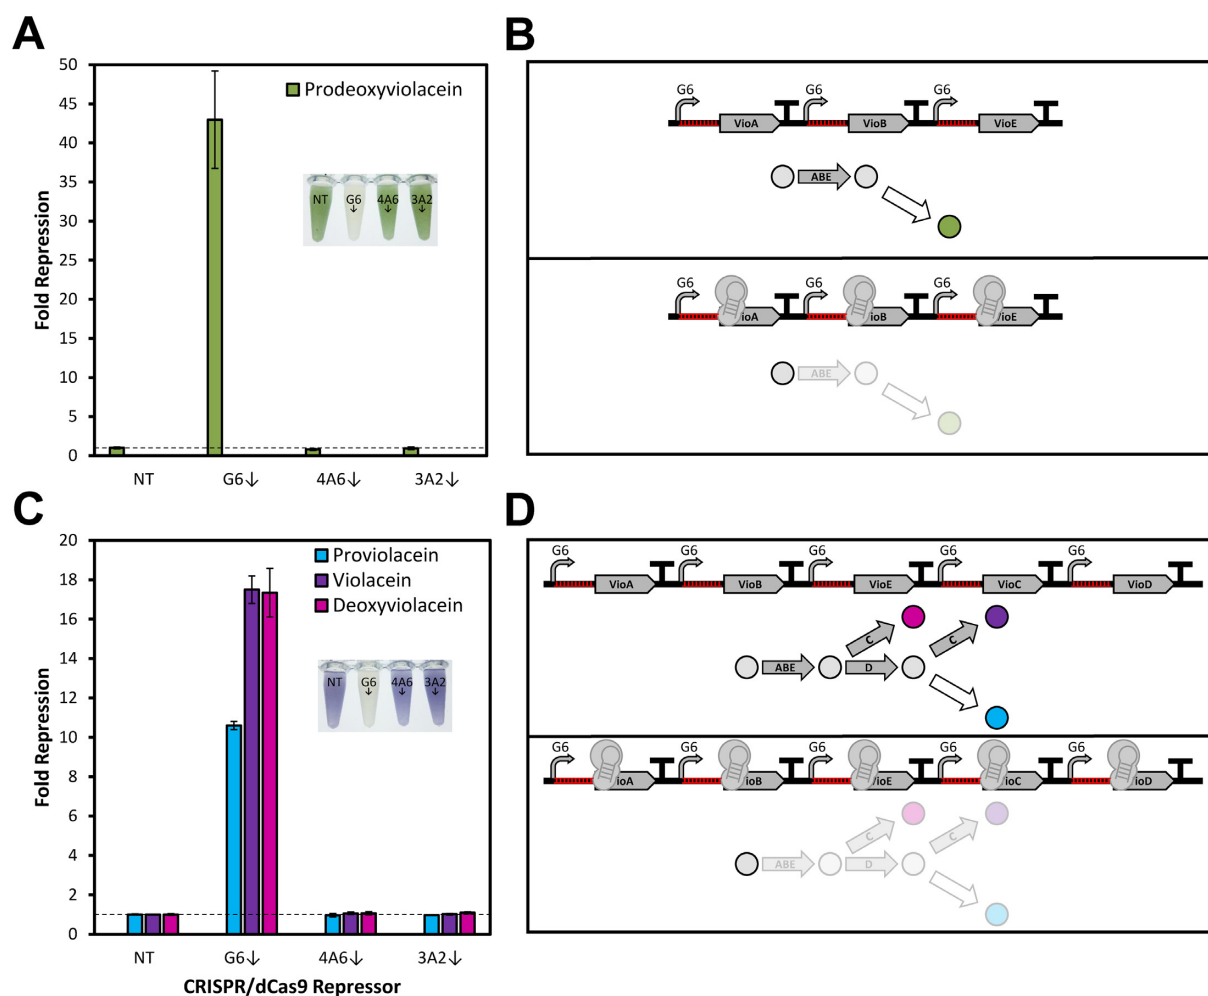 A
Fold Repression
50
45
40
35
30
25
20
15
10
5
0
Prodeoxyviolacein
NT
G6↓
4A6↓
3A2↓
NT G6↓ 4A6↓ 3A2↓
B
G6 G6 G6
VioA VioB VioE
ABE
G6 G6 G6
ioA ioB ioE
ABE
C
Fold Repression
20
18
16
14
12
10
8
6
4
2
0
Proviolacein
Violacein
Deoxyviolacein
NT
G6↓
4A6↓
3A2↓
NT G6↓ 4A6↓ 3A2↓
CRISPR/dCas9 Repressor
D
G6 G6 G6 G6 G6
VioA VioB VioE VioC VioD
C C
ABE D
G6 G6 G6 G6 G6
ioA ioB ioE ioC ioD
C C
ABE D